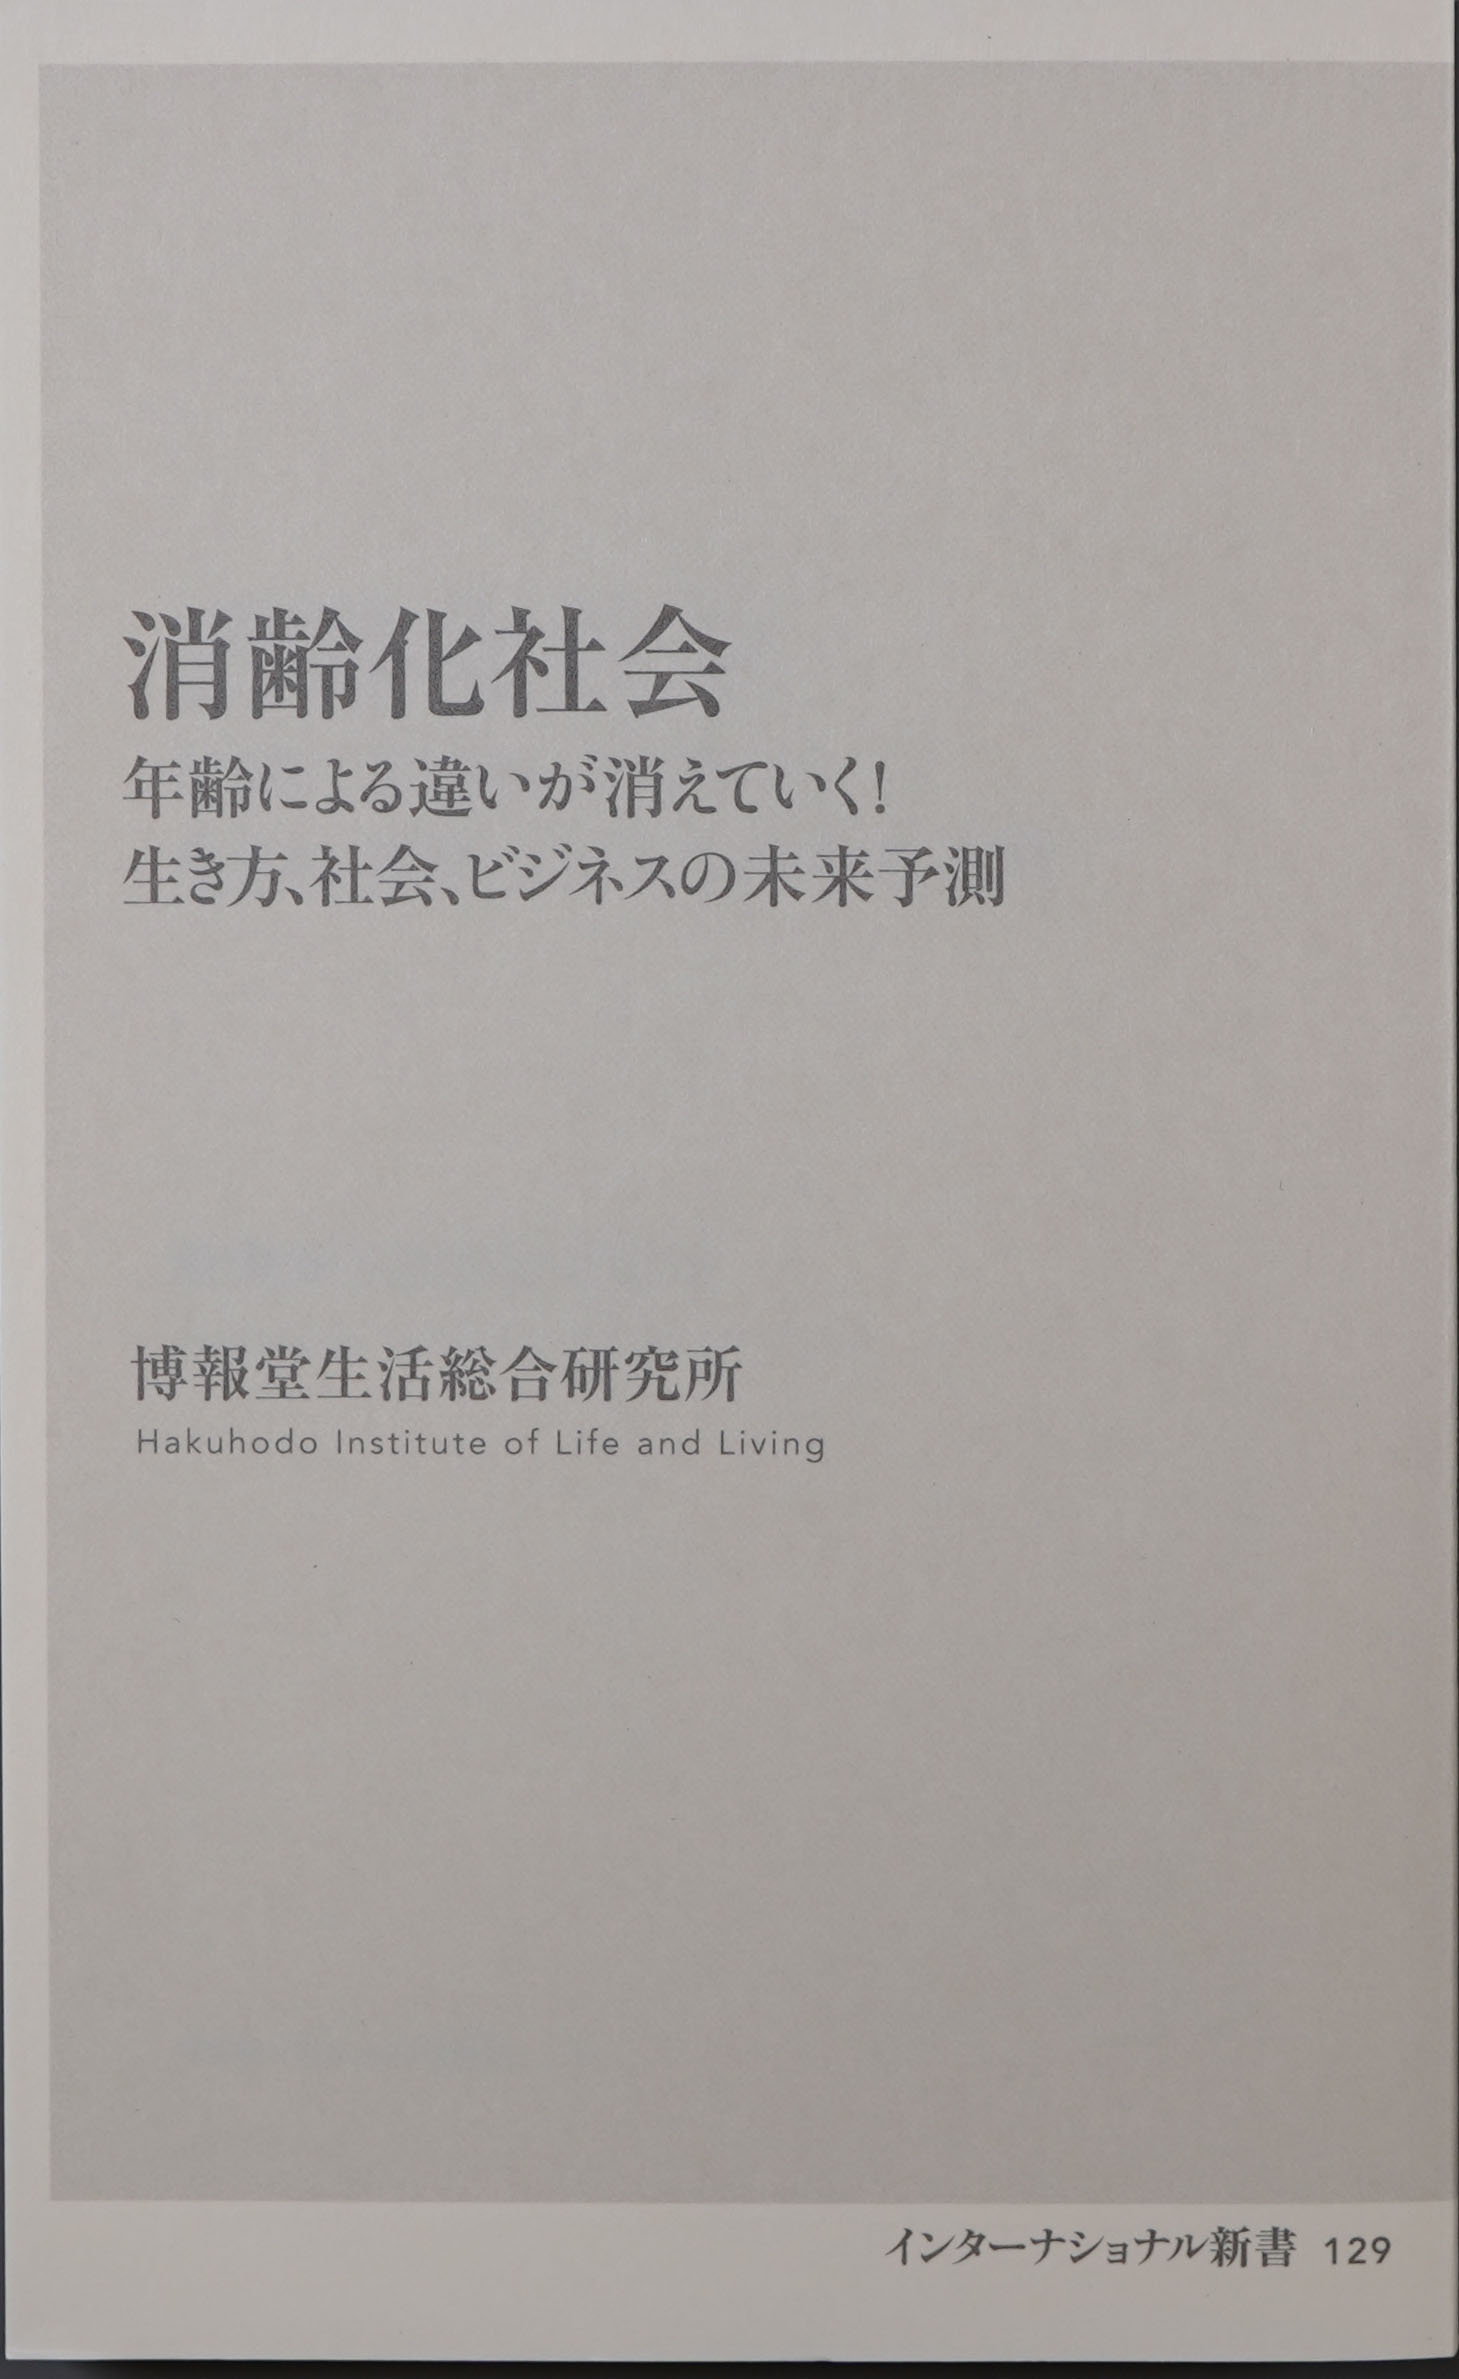 消齢化社会
年齢による違いが消えていく!
生き方、社会、ビジネスの未来予測
博報堂生活総合研究所
Hakuhodo Institute of Life and Living
インターナショナル新書 129